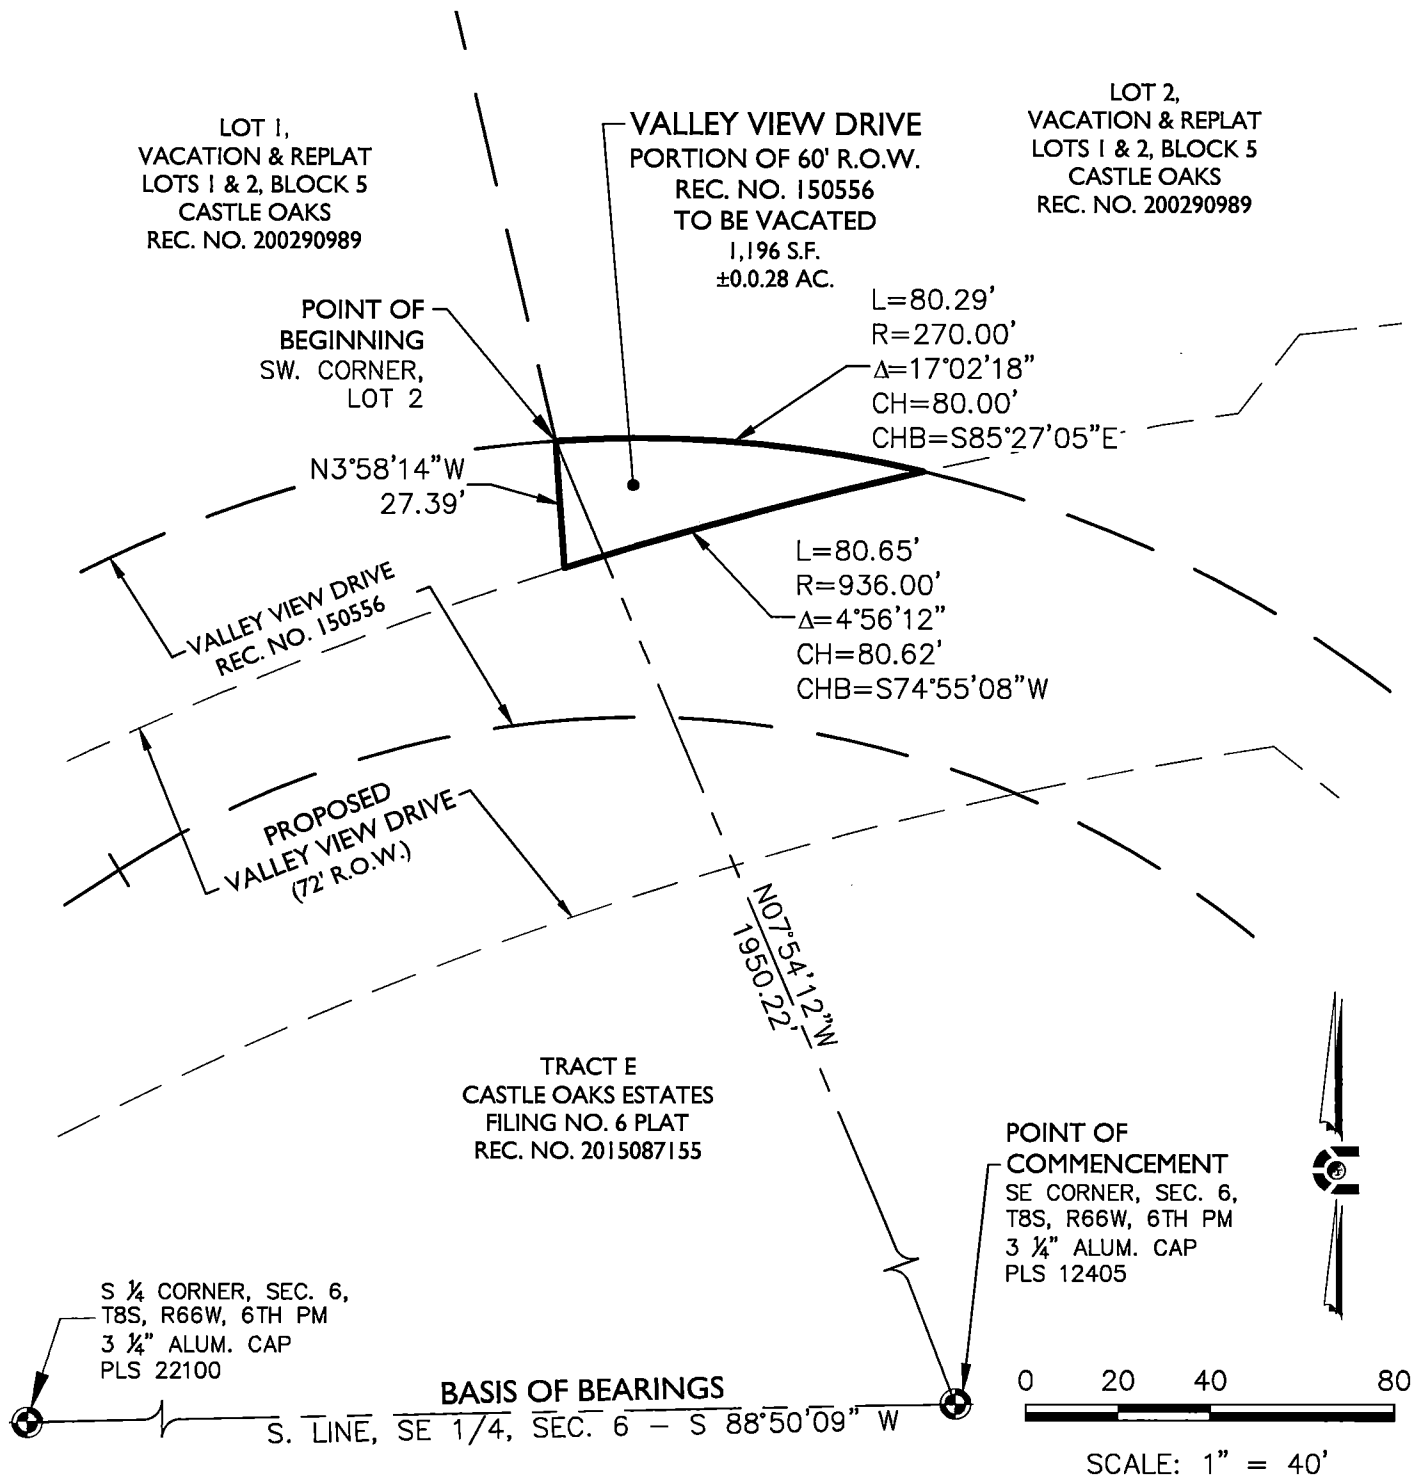 LOT 1,
VACATION & REPLAT
LOTS 1 & 2, BLOCK 5
CASTLE OAKS
REC. NO. 200290989
VALLEY VIEW DRIVE
PORTION OF 60' R.O.W.
REC. NO. 150556
TO BE VACATED
1,196 S.F.
±0.0.28 AC.
LOT 2,
VACATION & REPLAT
LOTS 1 & 2, BLOCK 5
CASTLE OAKS
REC. NO. 200290989
POINT OF
BEGINNING
SW. CORNER,
LOT 2
L=80.29'
R=270.00'
Δ=17°02'18"
CH=80.00'
CHB=S85°27'05"E
N3°58'14"W
27.39'
L=80.65'
R=936.00'
Δ=4°56'12"
CH=80.62'
CHB=S74°55'08"W
VALLEY VIEW DRIVE
REC. NO. 150556
PROPOSED
VALLEY VIEW DRIVE
(72' R.O.W.)
N07°54'12"W
1950.22'
TRACT E
CASTLE OAKS ESTATES
FILING NO. 6 PLAT
REC. NO. 2015087155
POINT OF
COMMENCEMENT
SE CORNER, SEC. 6,
T8S, R66W, 6TH PM
3 ¼" ALUM. CAP
PLS 12405
S ¼ CORNER, SEC. 6,
T8S, R66W, 6TH PM
3 ¼" ALUM. CAP
PLS 22100
BASIS OF BEARINGS
S. LINE, SE 1/4, SEC. 6 - S 88°50'09" W
0 20 40 80
SCALE: 1" = 40'